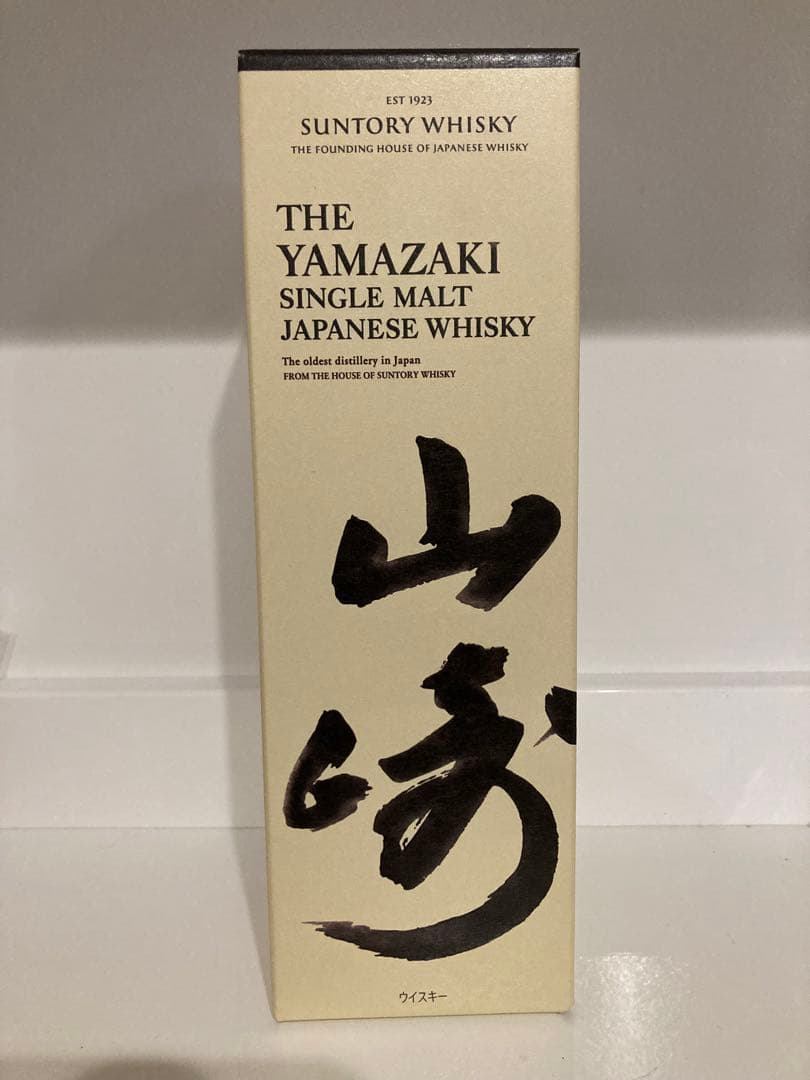 EST 1923
SUNTORY WHISKY
THE FOUNDING HOUSE OF JAPANESE WHISKY
THE
YAMAZAKI
SINGLE MALT
JAPANESE WHISKY
The oldest distillery in Japan
FROM THE HOUSE OF SUNTORY WHISKY
山
崎
ウイスキー